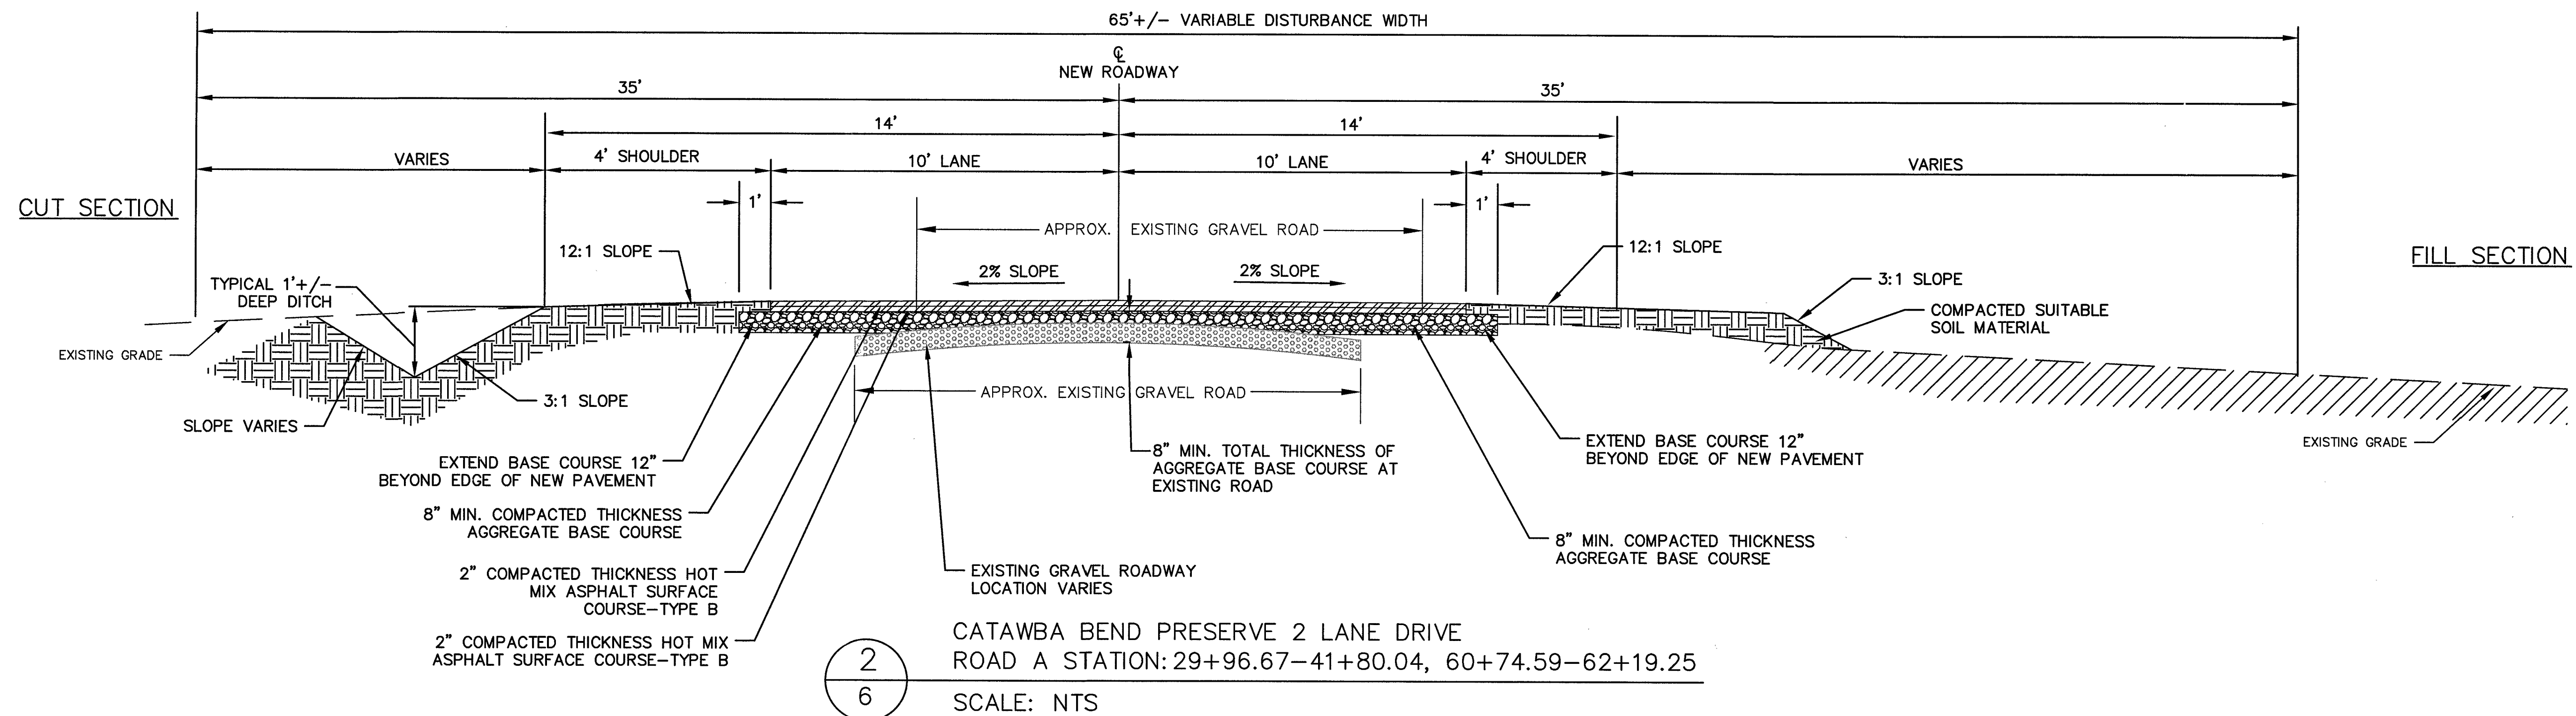 65'+/- VARIABLE DISTURBANCE WIDTH
℄
NEW ROADWAY
35'
35'
14'
14'
VARIES
4' SHOULDER
10' LANE
10' LANE
4' SHOULDER
VARIES
CUT SECTION
1'
1'
APPROX. EXISTING GRAVEL ROAD
12:1 SLOPE
12:1 SLOPE
FILL SECTION
2% SLOPE
2% SLOPE
TYPICAL 1'+/-
DEEP DITCH
3:1 SLOPE
COMPACTED SUITABLE
SOIL MATERIAL
EXISTING GRADE
3:1 SLOPE
APPROX. EXISTING GRAVEL ROAD
SLOPE VARIES
EXTEND BASE COURSE 12"
BEYOND EDGE OF NEW PAVEMENT
8" MIN. TOTAL THICKNESS OF
AGGREGATE BASE COURSE AT
EXISTING ROAD
EXTEND BASE COURSE 12"
BEYOND EDGE OF NEW PAVEMENT
EXISTING GRADE
8" MIN. COMPACTED THICKNESS
AGGREGATE BASE COURSE
8" MIN. COMPACTED THICKNESS
AGGREGATE BASE COURSE
2" COMPACTED THICKNESS HOT
MIX ASPHALT SURFACE
COURSE-TYPE B
EXISTING GRAVEL ROADWAY
LOCATION VARIES
2" COMPACTED THICKNESS HOT MIX
ASPHALT SURFACE COURSE-TYPE B
2
6
CATAWBA BEND PRESERVE 2 LANE DRIVE
ROAD A STATION: 29+96.67-41+80.04, 60+74.59-62+19.25
SCALE: NTS